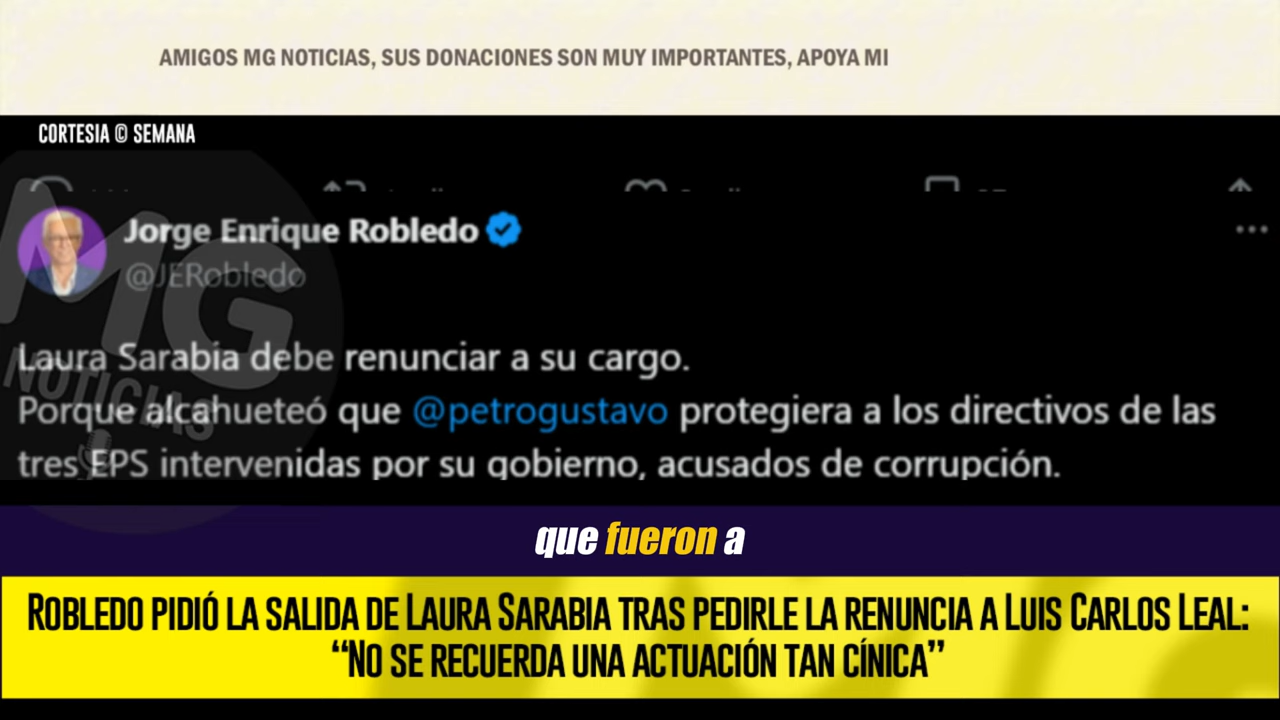 AMIGOS MG NOTICIAS, SUS DONACIONES SON MUY IMPORTANTES, APOYA MI
CORTESIA © SEMANA
Jorge Enrique Robledo
@JERobledo
MG
NOTICIAS
Laura Sarabia debe renunciar a su cargo.
Porque alcahueteó que @petrogustavo protegiera a los directivos de las
tres EPS intervenidas por su gobierno, acusados de corrupción.
que fueron a
ROBLEDO PIDIÓ LA SALIDA DE LAURA SARABIA TRAS PEDIRLE LA RENUNCIA A LUIS CARLOS LEAL:
“NO SE RECUERDA UNA ACTUACIÓN TAN CÍNICA”